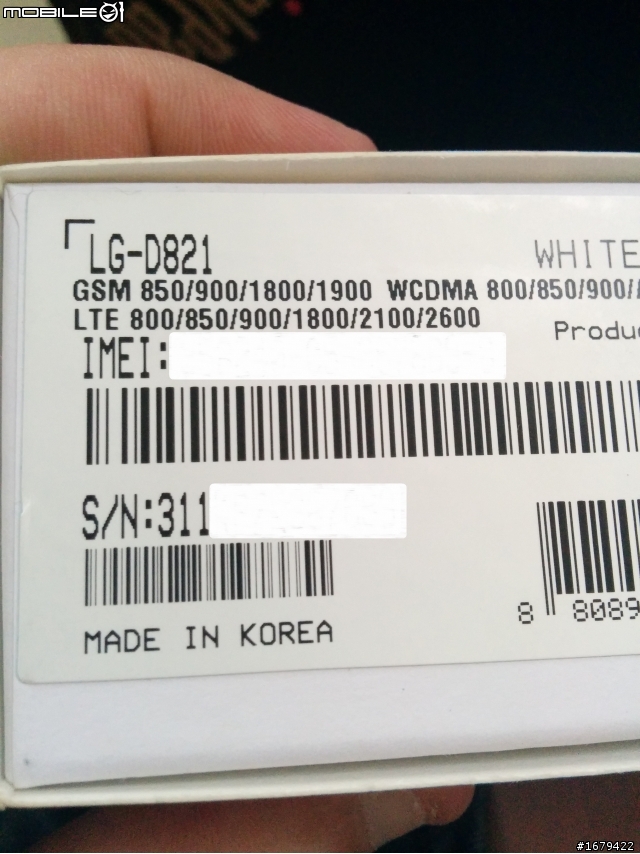 MOBILE01
LG-D821
WHITE
GSM 850/900/1800/1900 WCDMA 800/850/900/
LTE 800/850/900/1800/2100/2600
Produ
IMEI:
S/N:311
8 8089
MADE IN KOREA
#1679422